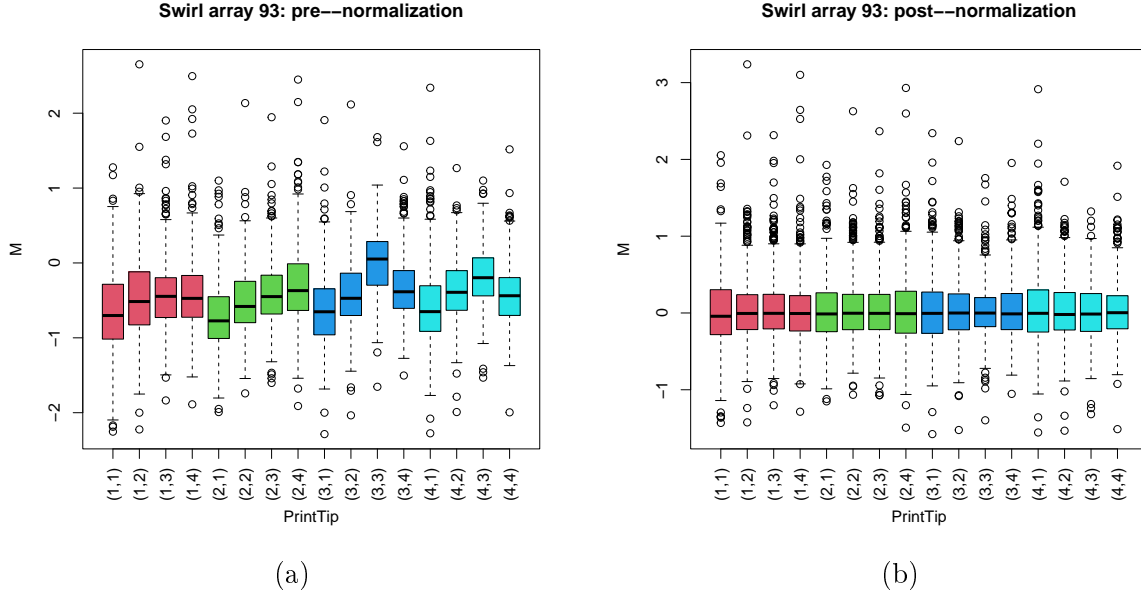 Swirl array 93: pre−−normalization
Swirl array 93: post−−normalization
M
2
1
0
−1
−2
(1,1) (1,2) (1,3) (1,4) (2,1) (2,2) (2,3) (2,4) (3,1) (3,2) (3,3) (3,4) (4,1) (4,2) (4,3) (4,4)
PrintTip
M
3
2
1
0
−1
(1,1) (1,2) (1,3) (1,4) (2,1) (2,2) (2,3) (2,4) (3,1) (3,2) (3,3) (3,4) (4,1) (4,2) (4,3) (4,4)
PrintTip
(a)
(b)